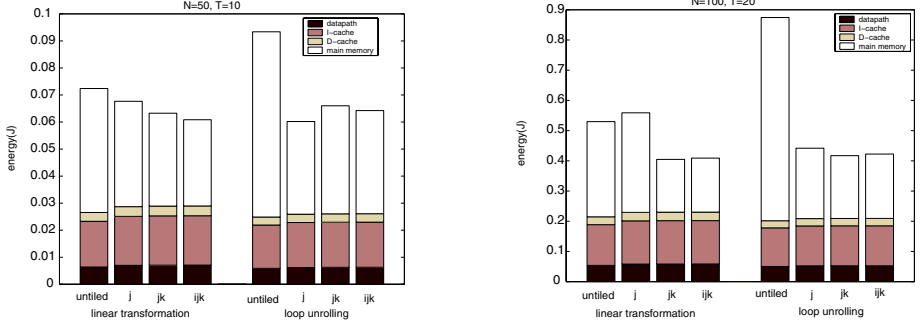 N=50, T=10
0.1
0.09
0.08
0.07
0.06
0.05
0.04
0.03
0.02
0.01
0
energy(J)
datapath
I-cache
D-cache
main memory
untiled j jk ijk untiled j jk ijk
linear transformation loop unrolling
N=100, T=20
0.9
0.8
0.7
0.6
0.5
0.4
0.3
0.2
0.1
0
energy(J)
datapath
I-cache
D-cache
main memory
untiled j jk ijk untiled j jk ijk
linear transformation loop unrolling